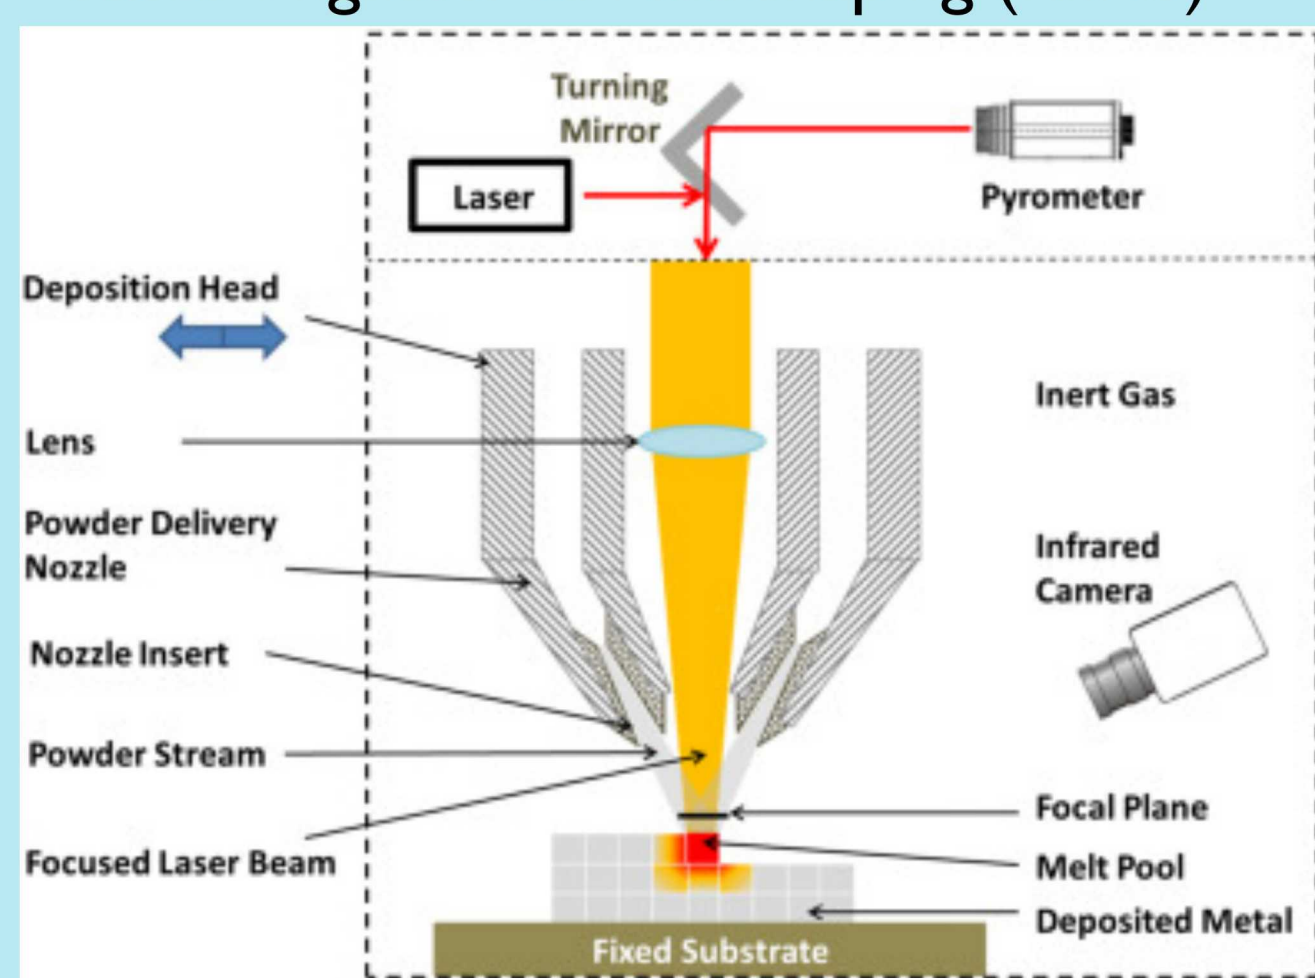 Turning
Mirror
Laser
Pyrometer
Deposition Head
Inert Gas
Lens
Powder Delivery
Nozzle
Infrared
Camera
Nozzle Insert
Powder Stream
Focal Plane
Focused Laser Beam
Melt Pool
Deposited Metal
Fixed Substrate